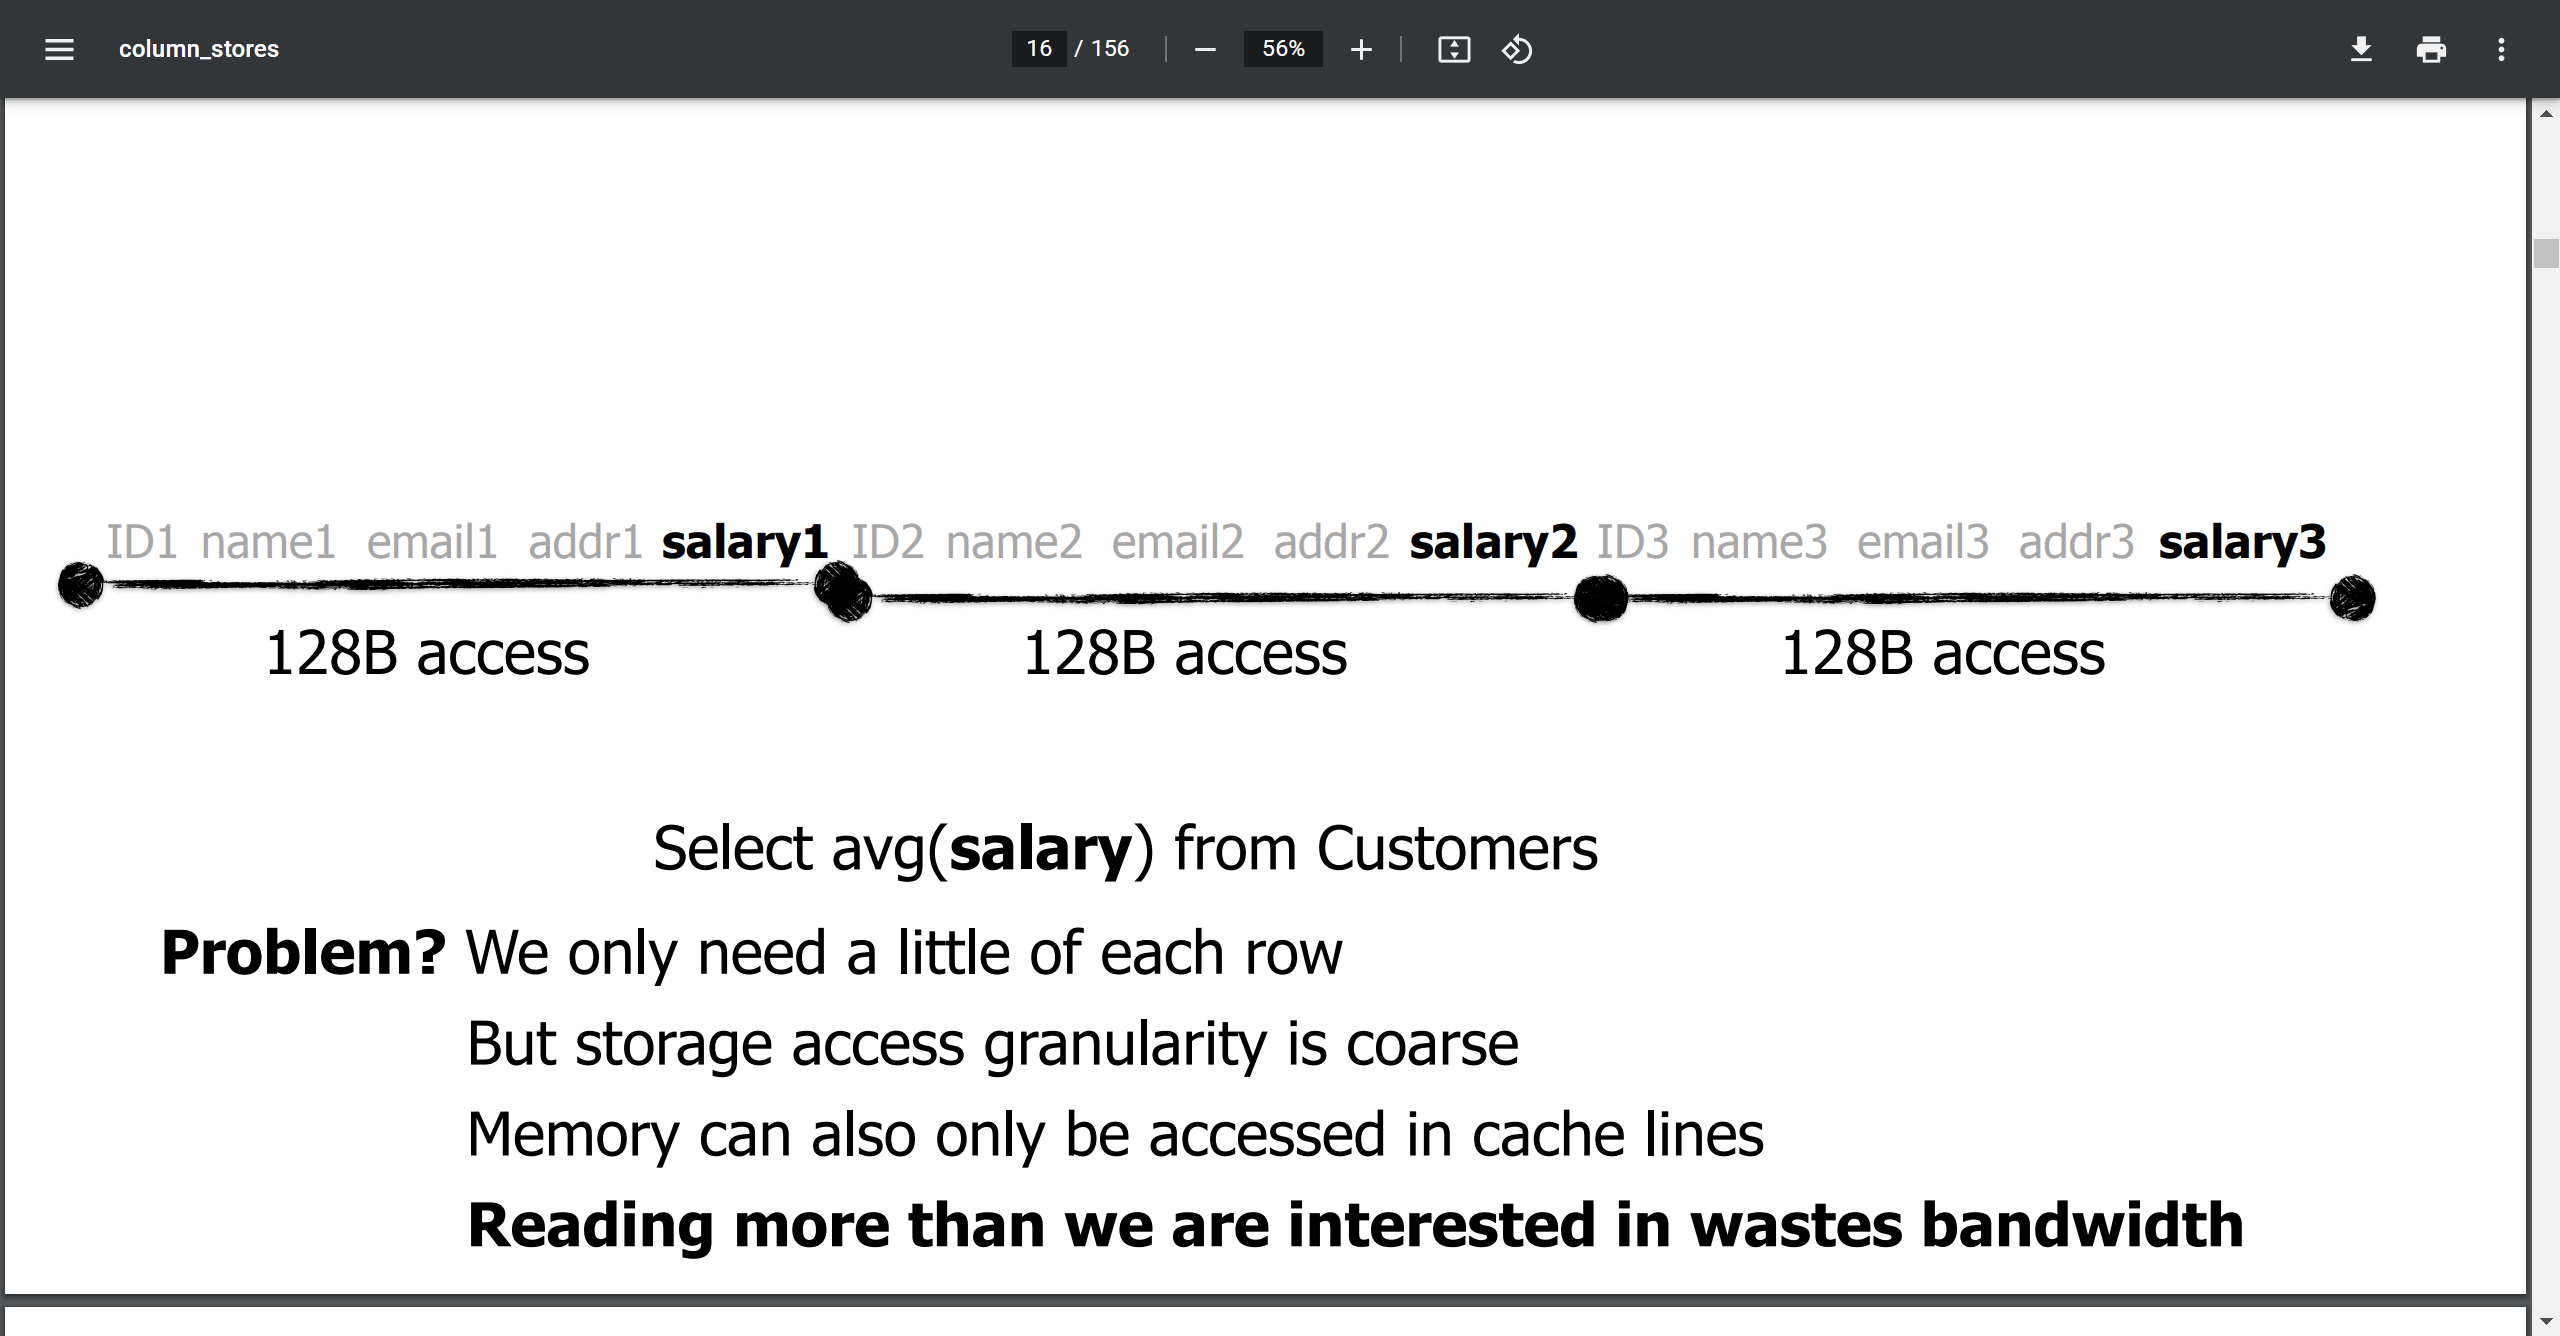 column_stores 16 / 156 56%
ID1 name1 email1 addr1 salary1 ID2 name2 email2 addr2 salary2 ID3 name3 email3 addr3 salary3
128B access 128B access 128B access
Select avg(salary) from Customers
Problem? We only need a little of each row
But storage access granularity is coarse
Memory can also only be accessed in cache lines
Reading more than we are interested in wastes bandwidth